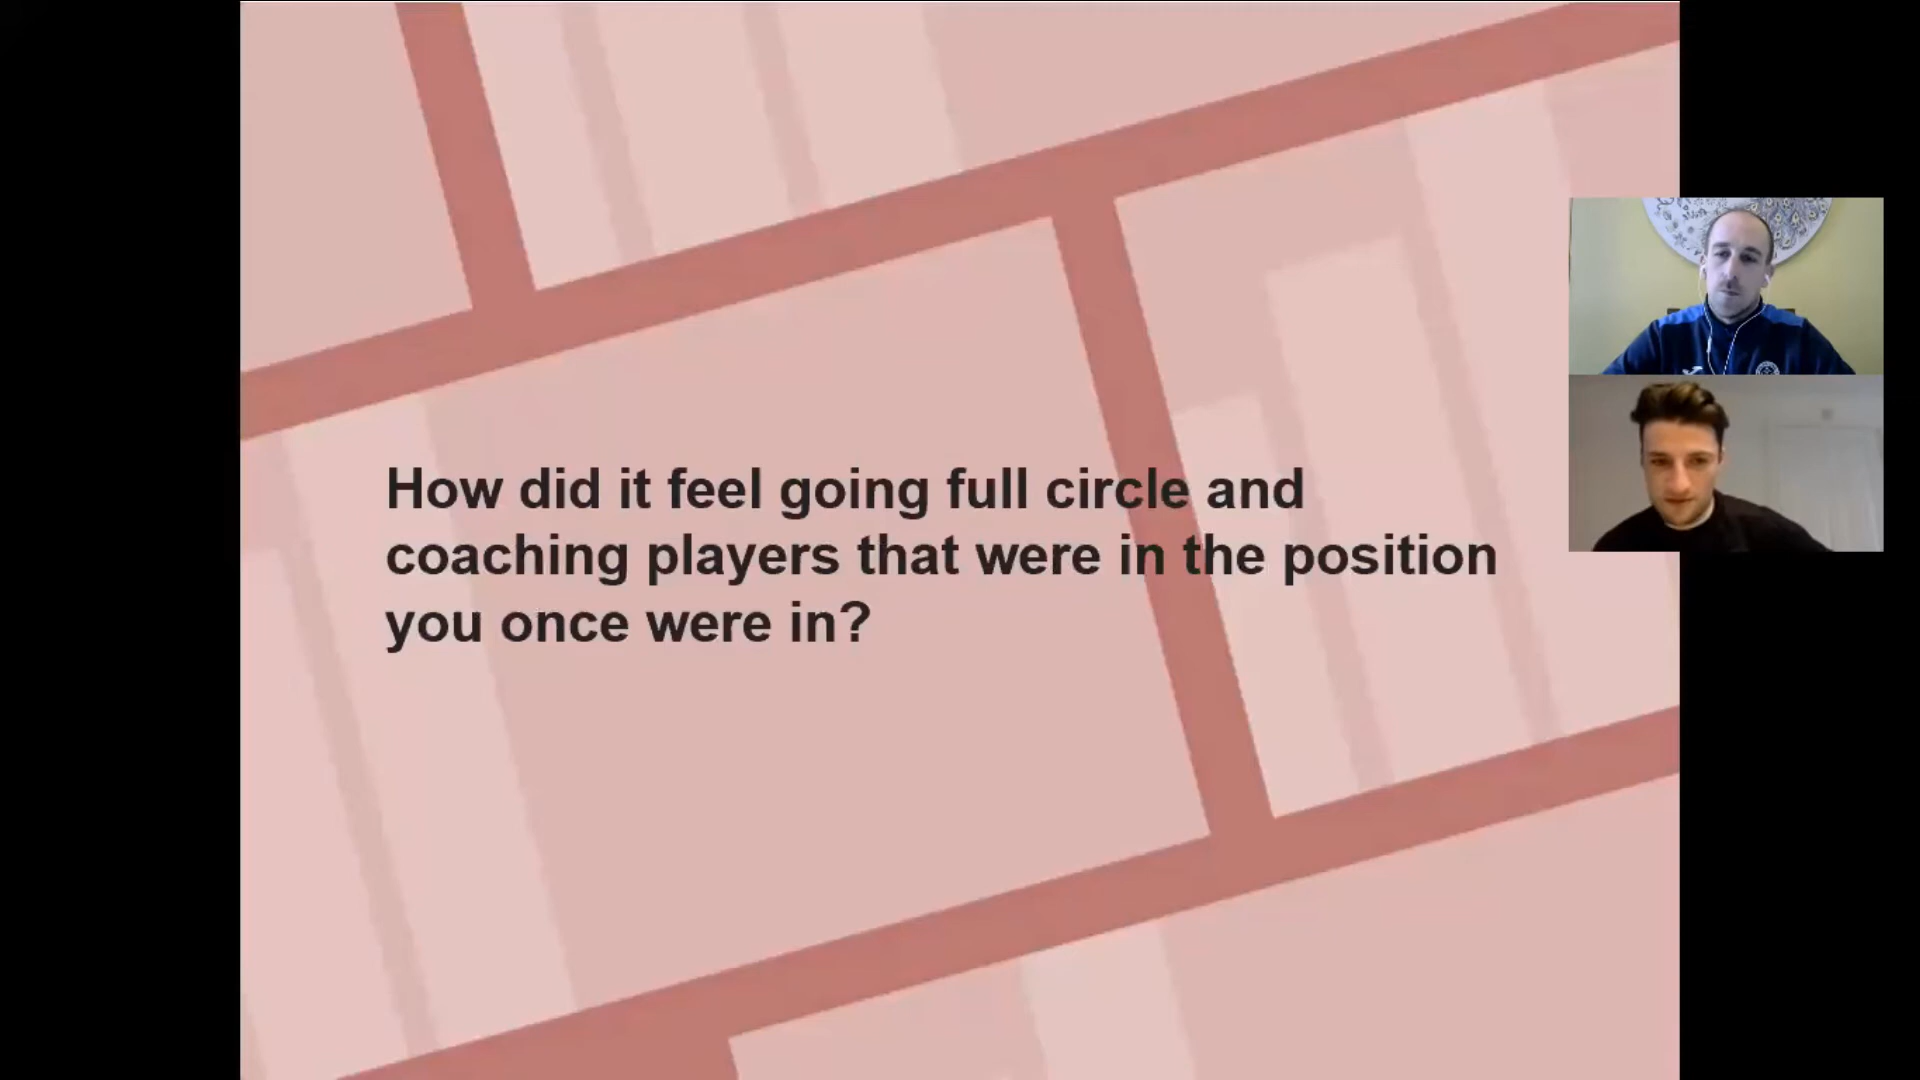 How did it feel going full circle and
coaching players that were in the position
you once were in?